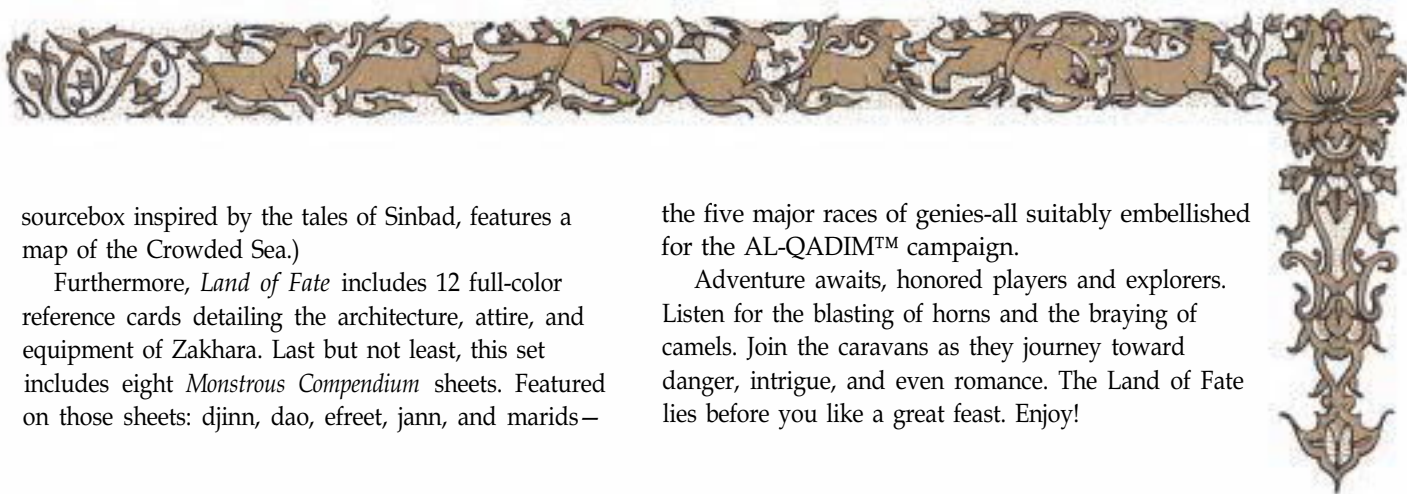 sourcebox inspired by the tales of Sinbad, features a
map of the Crowded Sea.)
Furthermore, Land of Fate includes 12 full-color
reference cards detailing the architecture, attire, and
equipment of Zakhara. Last but not least, this set
includes eight Monstrous Compendium sheets. Featured
on those sheets: djinn, dao, efreet, jann, and marids—
the five major races of genies-all suitably embellished
for the AL-QADIM™ campaign.
Adventure awaits, honored players and explorers.
Listen for the blasting of horns and the braying of
camels. Join the caravans as they journey toward
danger, intrigue, and even romance. The Land of Fate
lies before you like a great feast. Enjoy!